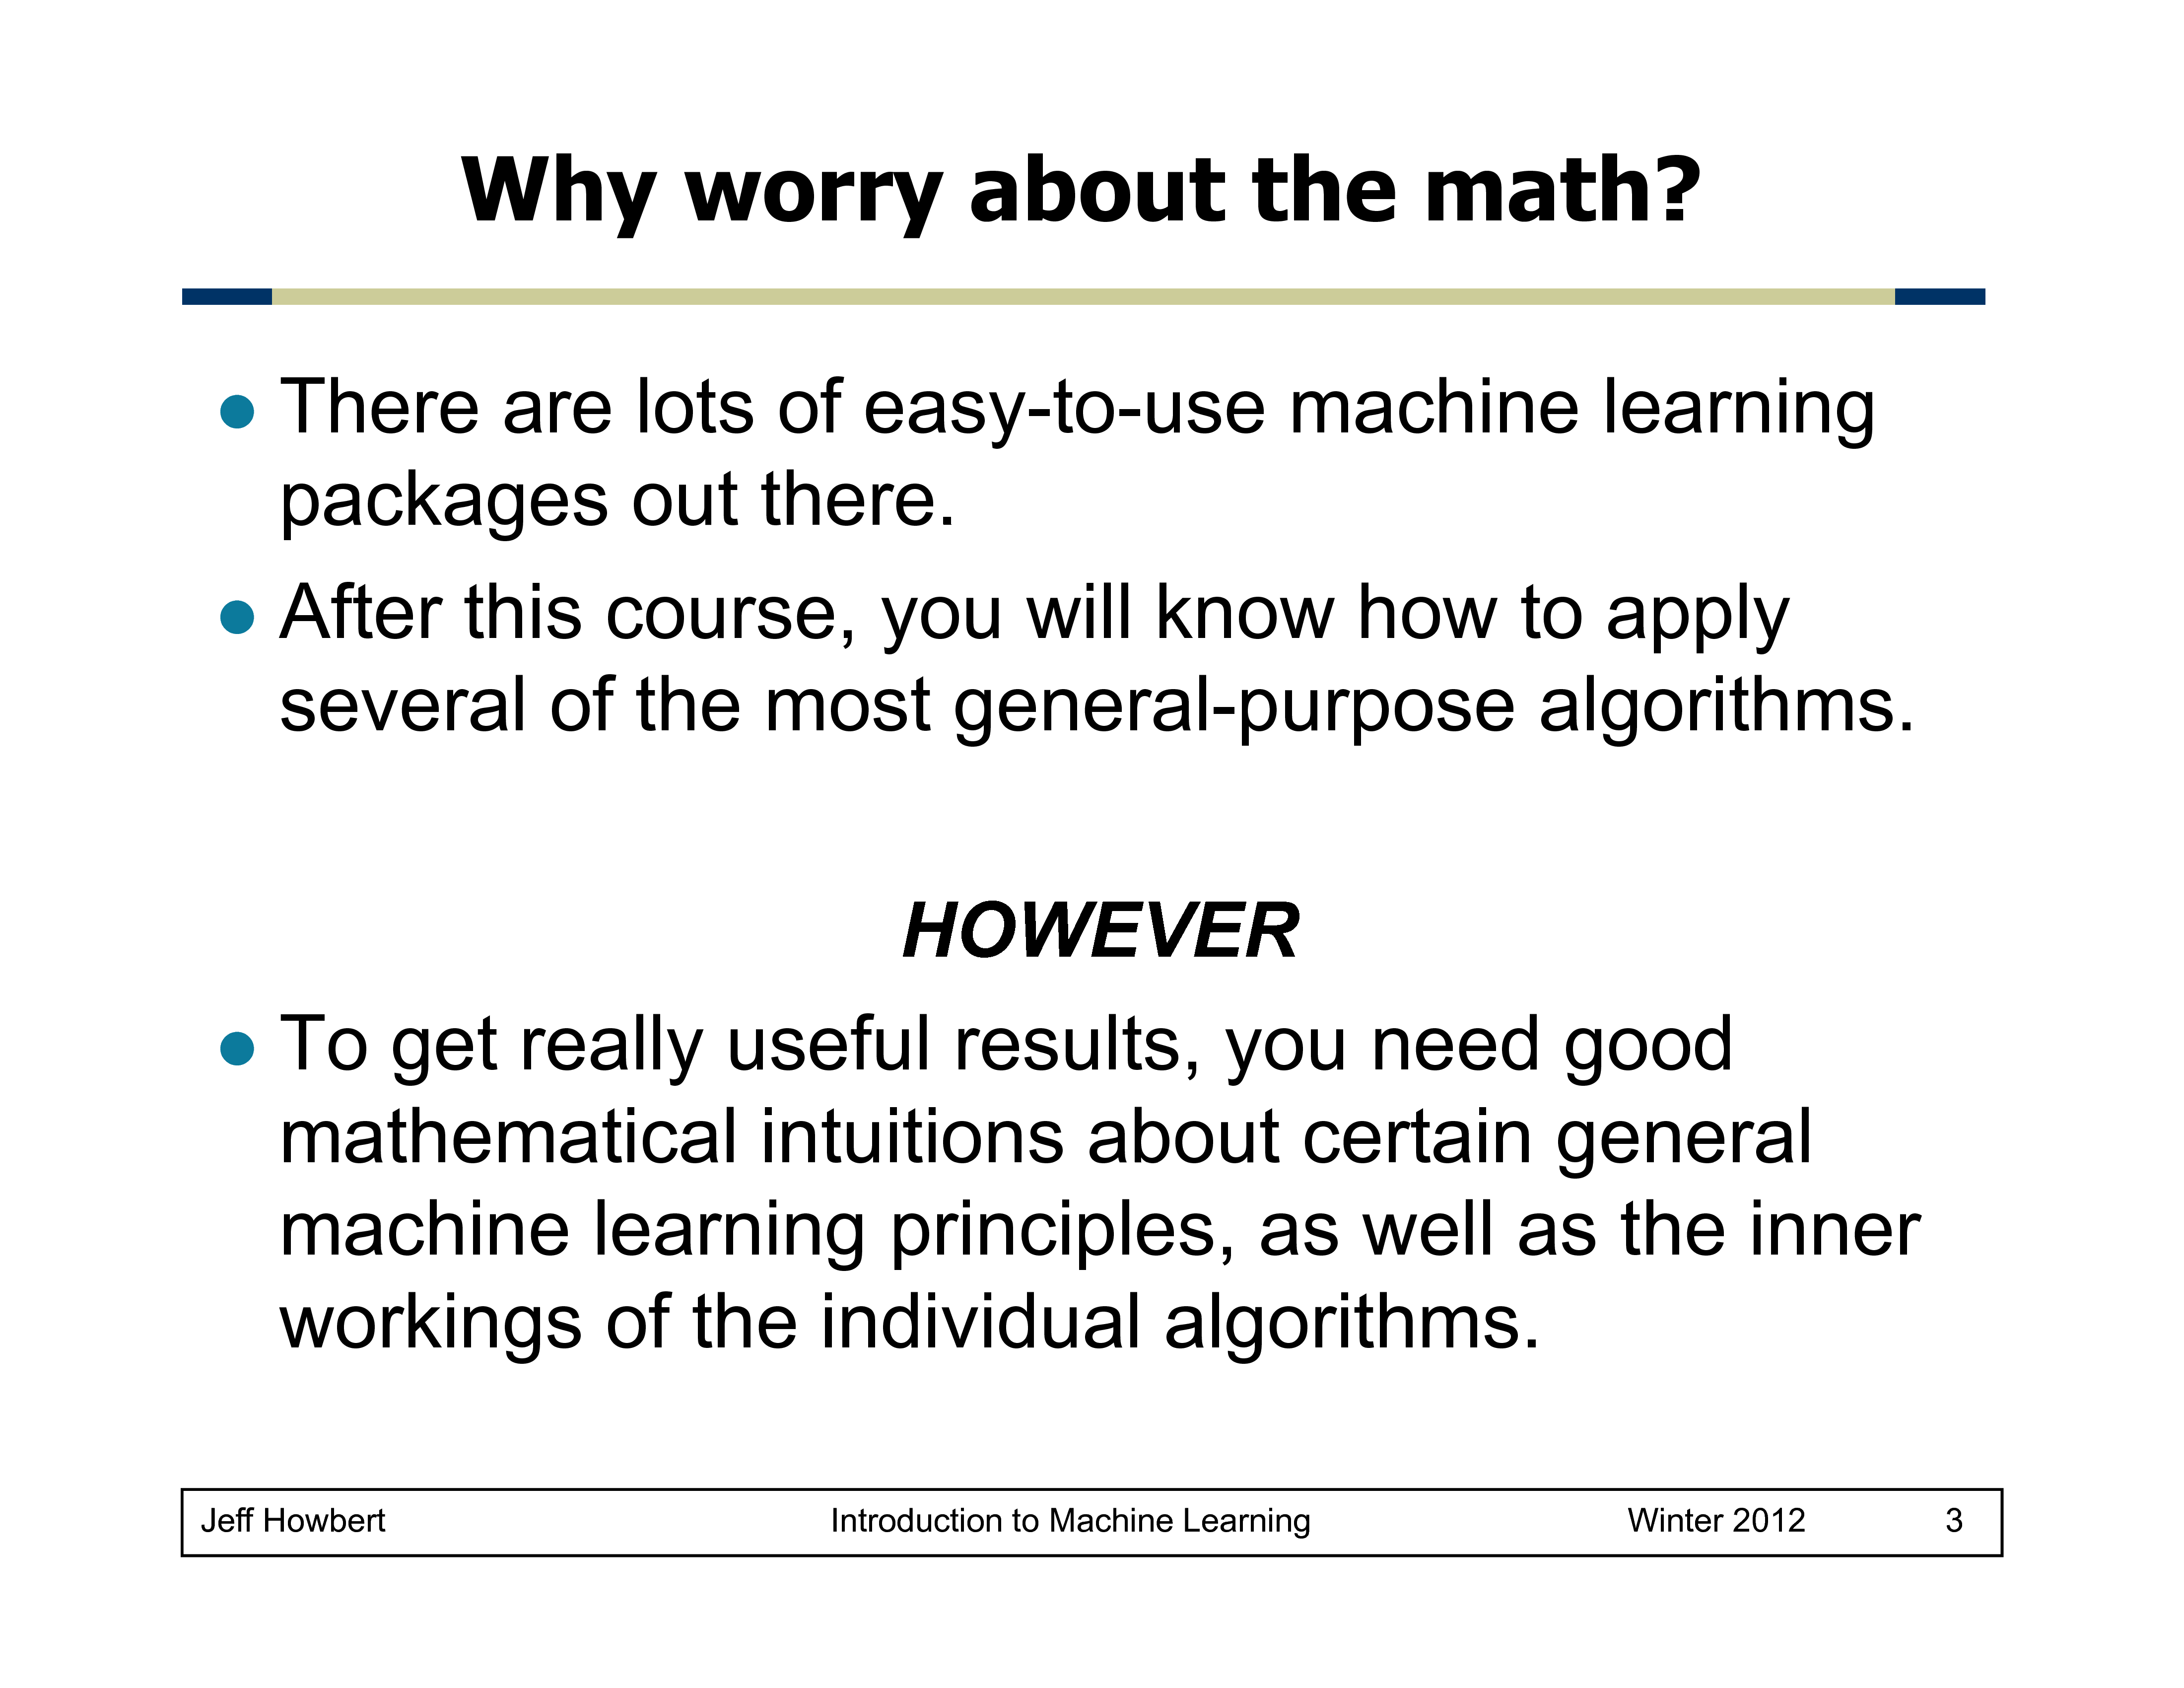 Why worry about the math?
There are lots of easy-to-use machine learning
packages out there.
After this course, you will know how to apply
several of the most general-purpose algorithms.
HOWEVER
To get really useful results, you need good
mathematical intuitions about certain general
machine learning principles, as well as the inner
workings of the individual algorithms.
Jeff Howbert Introduction to Machine Learning Winter 2012 3